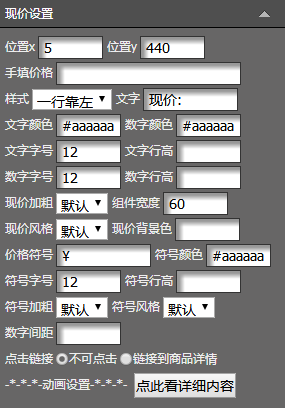 现价设置
位置x 5 位置y 440
手填价格
样式 一行靠左 文字 现价:
文字颜色 #aaaaaa 数字颜色 #aaaaaa
文字字号 12 文字行高
数字字号 12 数字行高
现价加粗 默认 组件宽度 60
现价风格 默认 现价背景色
价格符号 ¥ 符号颜色 #aaaaaa
符号字号 12 符号行高
符号加粗 默认 符号风格 默认
数字间距
点击链接 不可点击 链接到商品详情
-*-*-*-动画设置-*-*-*- 点此看详细内容